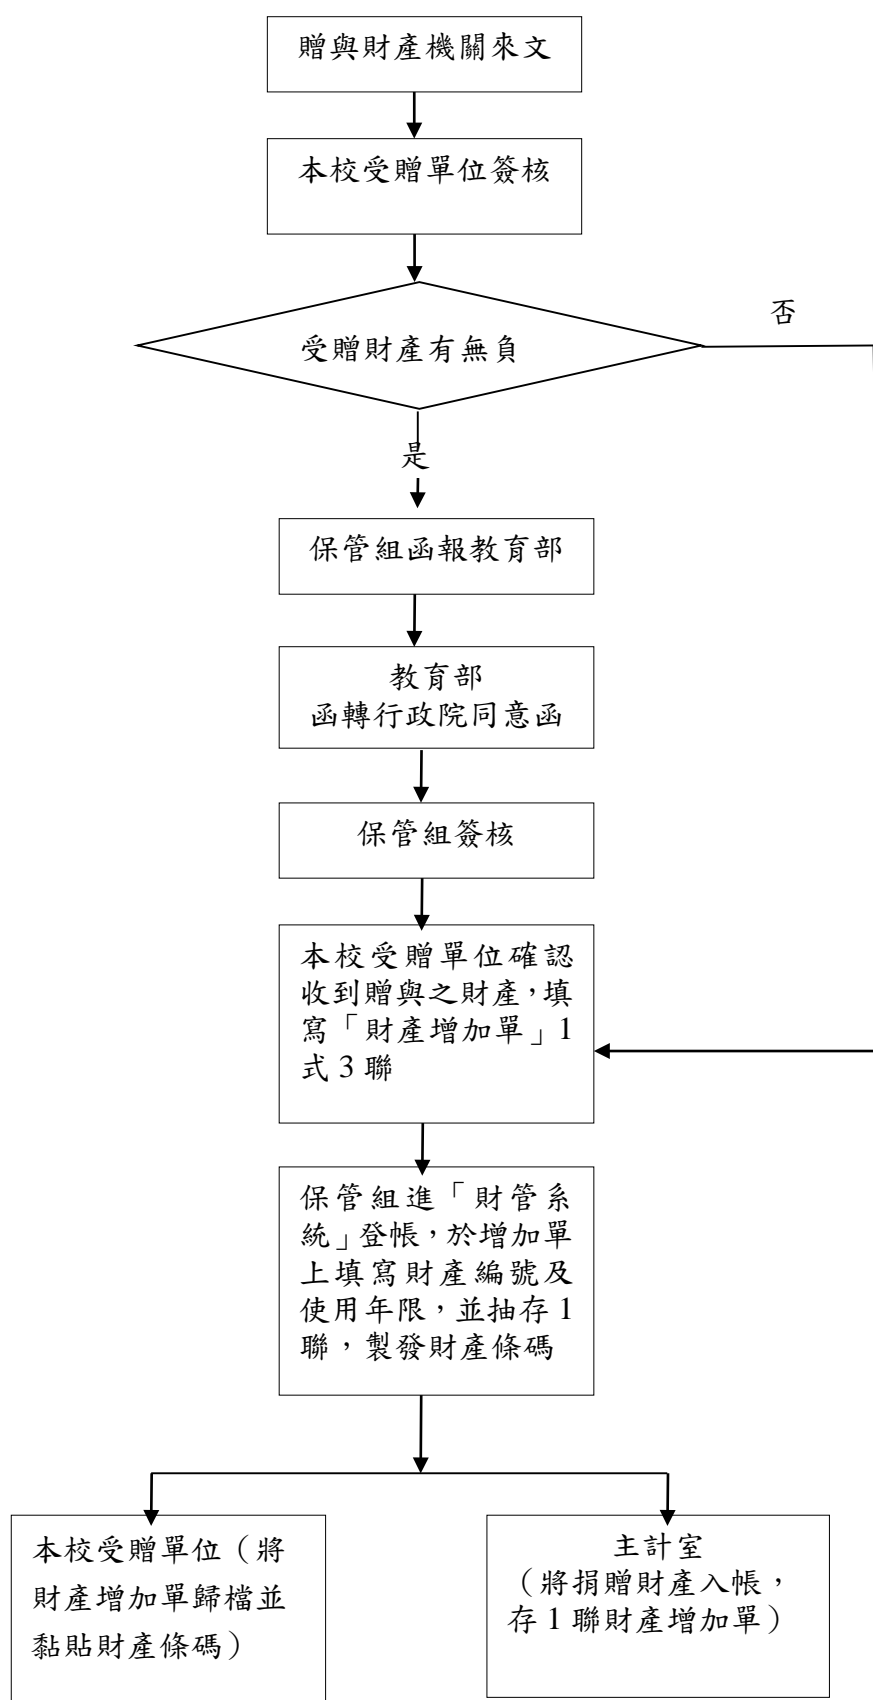 贈與財產機關來文
本校受贈單位簽核
否
受贈財產有無負
是
保管組函報教育部
教育部
函轉行政院同意函
保管組簽核
本校受贈單位確認
收到贈與之財產，填
寫「財產增加單」1
式 3 聯
保管組進「財管系
統」登帳，於增加單
上填寫財產編號及
使用年限，並抽存 1
聯，製發財產條碼
本校受贈單位（將
財產增加單歸檔並
黏貼財產條碼）
主計室
（將捐贈財產入帳，
存 1 聯財產增加單）